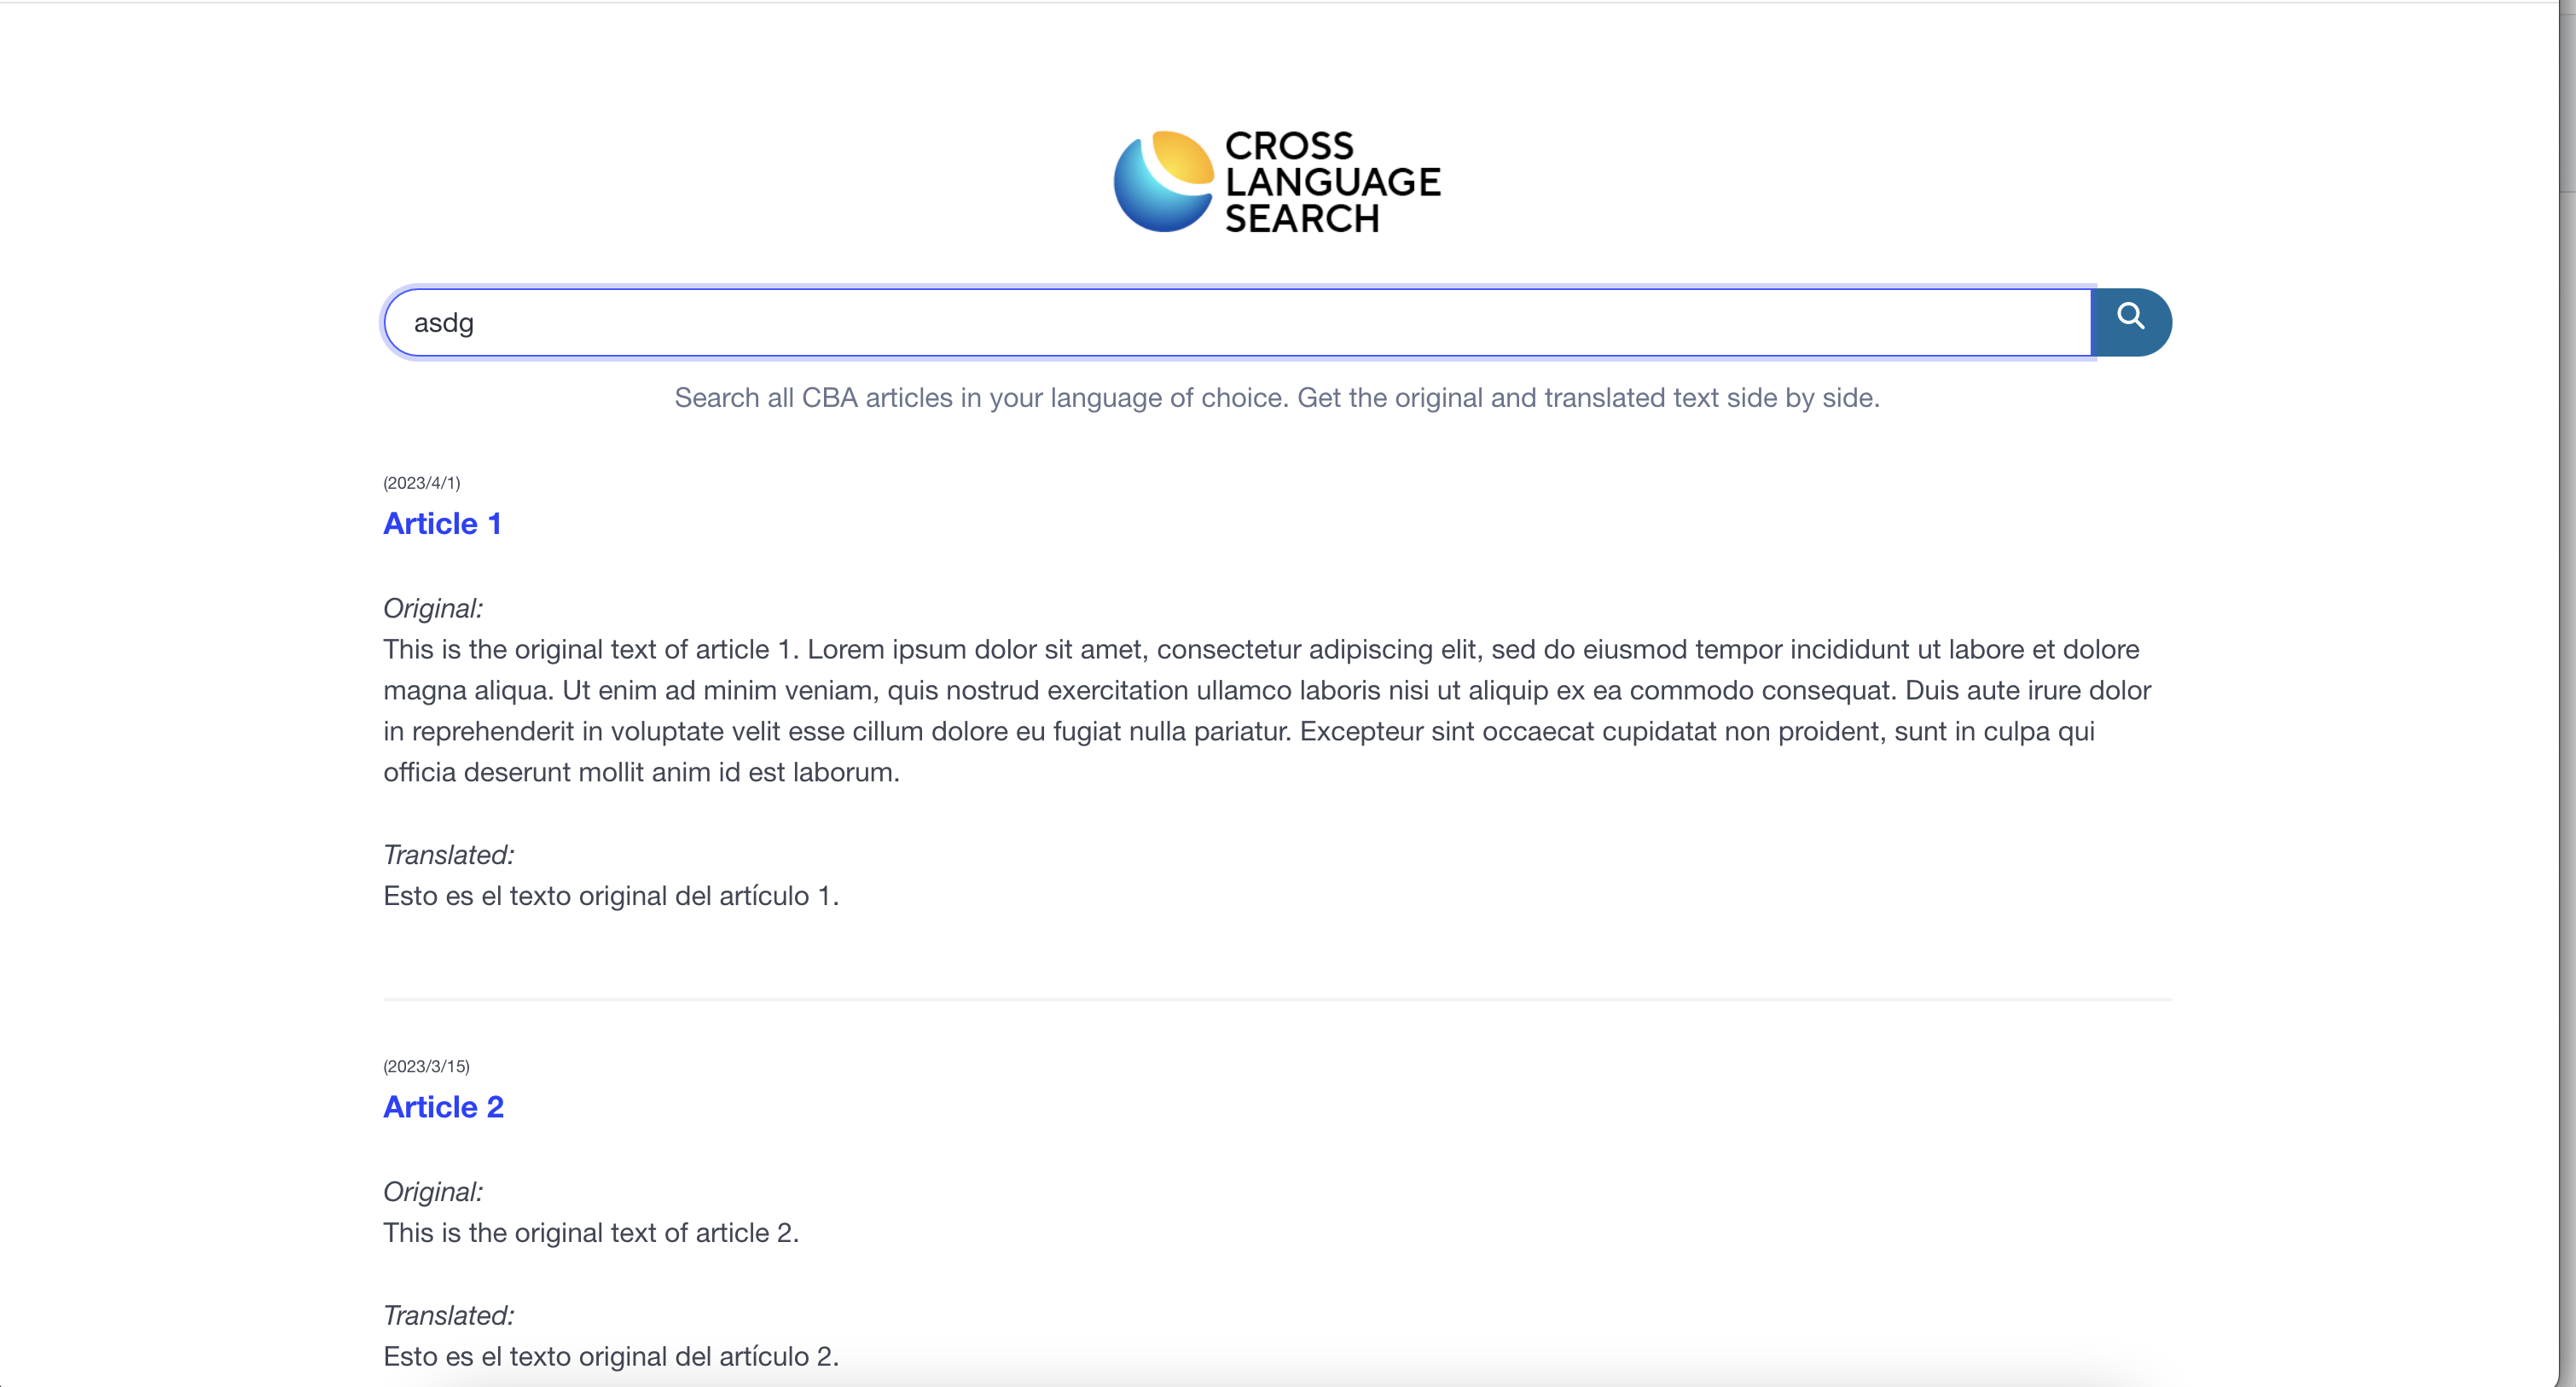 CROSS
LANGUAGE
SEARCH
asdg
Search all CBA articles in your language of choice. Get the original and translated text side by side.
(2023/4/1)
Article 1
Original:
This is the original text of article 1. Lorem ipsum dolor sit amet, consectetur adipiscing elit, sed do eiusmod tempor incididunt ut labore et dolore
magna aliqua. Ut enim ad minim veniam, quis nostrud exercitation ullamco laboris nisi ut aliquip ex ea commodo consequat. Duis aute irure dolor
in reprehenderit in voluptate velit esse cillum dolore eu fugiat nulla pariatur. Excepteur sint occaecat cupidatat non proident, sunt in culpa qui
officia deserunt mollit anim id est laborum.
Translated:
Esto es el texto original del artículo 1.
(2023/3/15)
Article 2
Original:
This is the original text of article 2.
Translated:
Esto es el texto original del artículo 2.